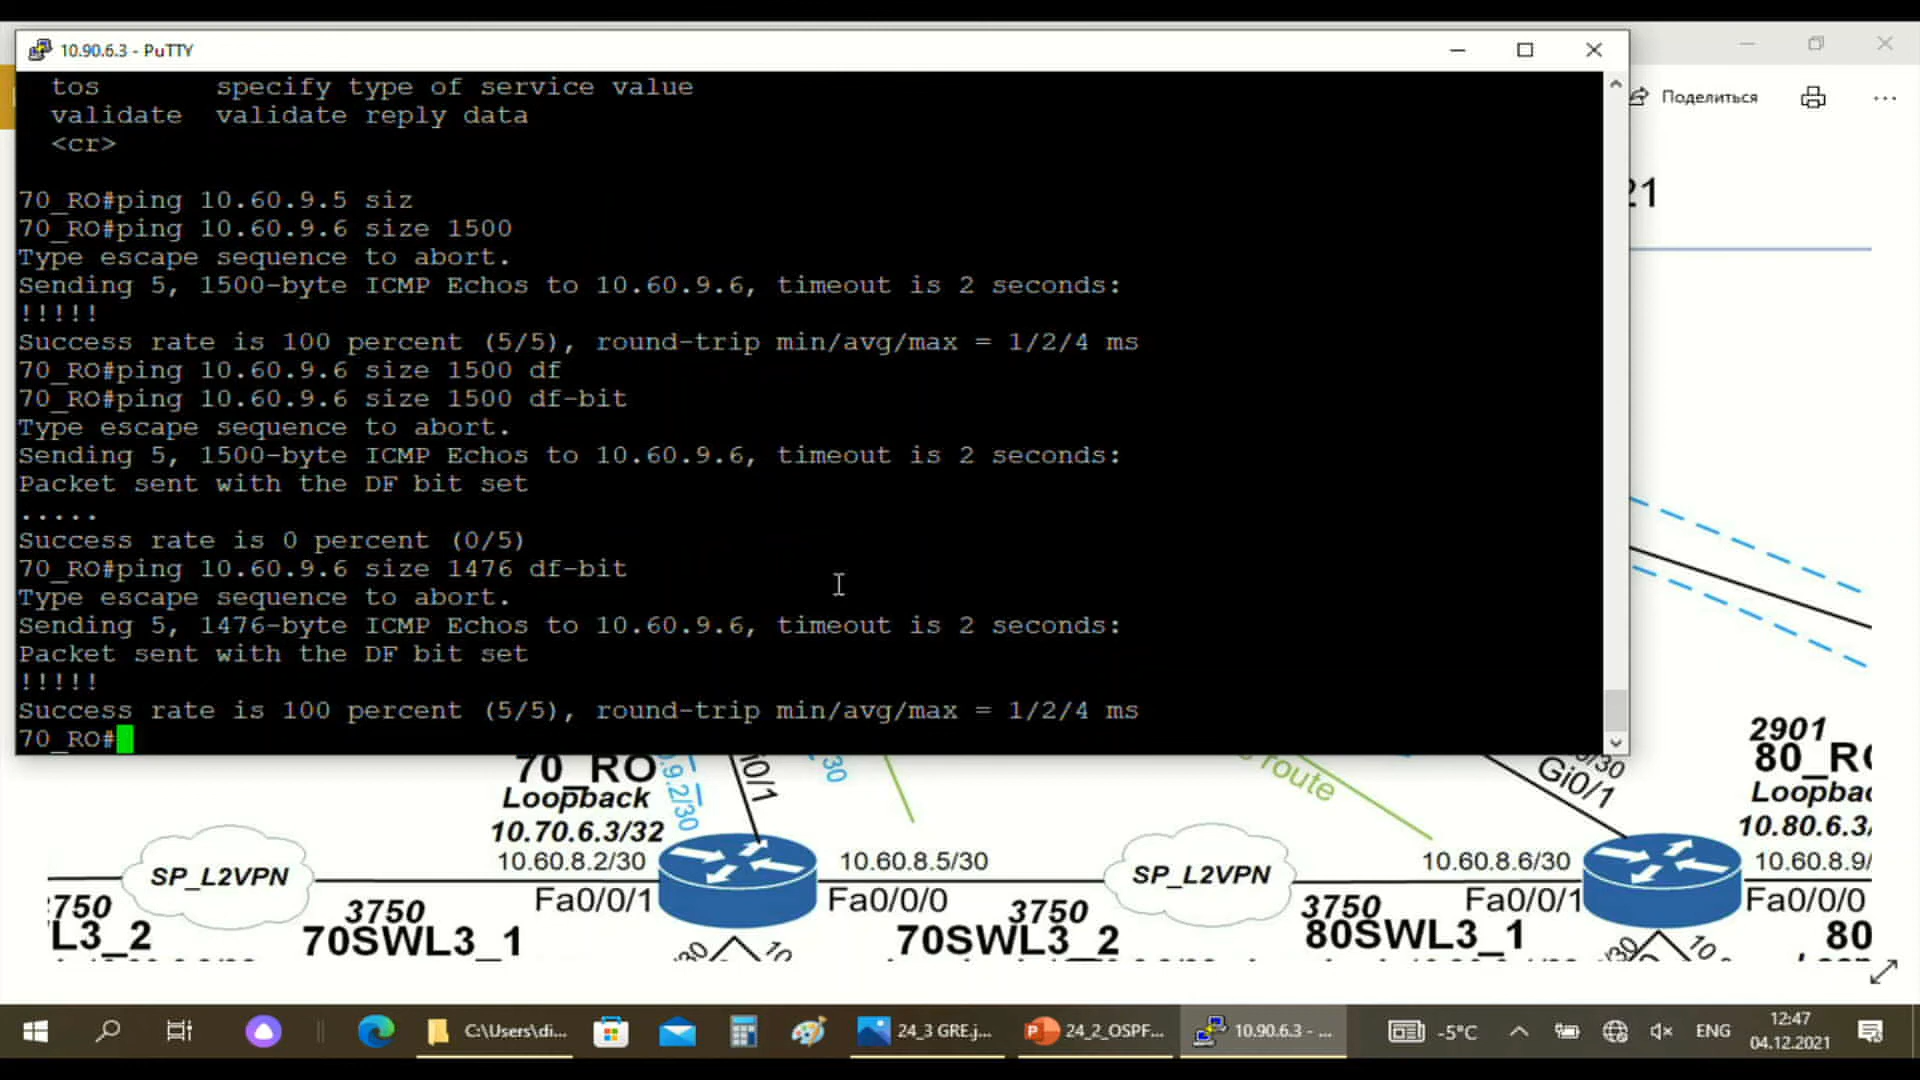 10.90.6.3 - PuTTY
tos specify type of service value
validate validate reply data
<cr>
70_RO#ping 10.60.9.5 siz
70_RO#ping 10.60.9.6 size 1500
Type escape sequence to abort.
Sending 5, 1500-byte ICMP Echos to 10.60.9.6, timeout is 2 seconds:
!!!!!
Success rate is 100 percent (5/5), round-trip min/avg/max = 1/2/4 ms
70_RO#ping 10.60.9.6 size 1500 df
70_RO#ping 10.60.9.6 size 1500 df-bit
Type escape sequence to abort.
Sending 5, 1500-byte ICMP Echos to 10.60.9.6, timeout is 2 seconds:
Packet sent with the DF bit set
.....
Success rate is 0 percent (0/5)
70_RO#ping 10.60.9.6 size 1476 df-bit
Type escape sequence to abort.
Sending 5, 1476-byte ICMP Echos to 10.60.9.6, timeout is 2 seconds:
Packet sent with the DF bit set
!!!!!
Success rate is 100 percent (5/5), round-trip min/avg/max = 1/2/4 ms
70_RO#
Поделиться
21
70_RO
Loopback
10.70.6.3/32
.9.2/30
/30
route
/30
Gi0/1
2901
80_R
Loopba
10.80.6.3/
SP_L2VPN
10.60.8.2/30
10.60.8.5/30
SP_L2VPN
10.60.8.6/30
10.60.8.9/
Fa0/0/1
Fa0/0/0
Fa0/0/1
Fa0/0/0
3750
L3_2
3750
70SWL3_1
3750
70SWL3_2
3750
80SWL3_1
80
C:\Users\di...
24_3 GRE.j...
24_2_OSPF...
10.90.6.3 - ...
-5°C
ENG
12:47
04.12.2021